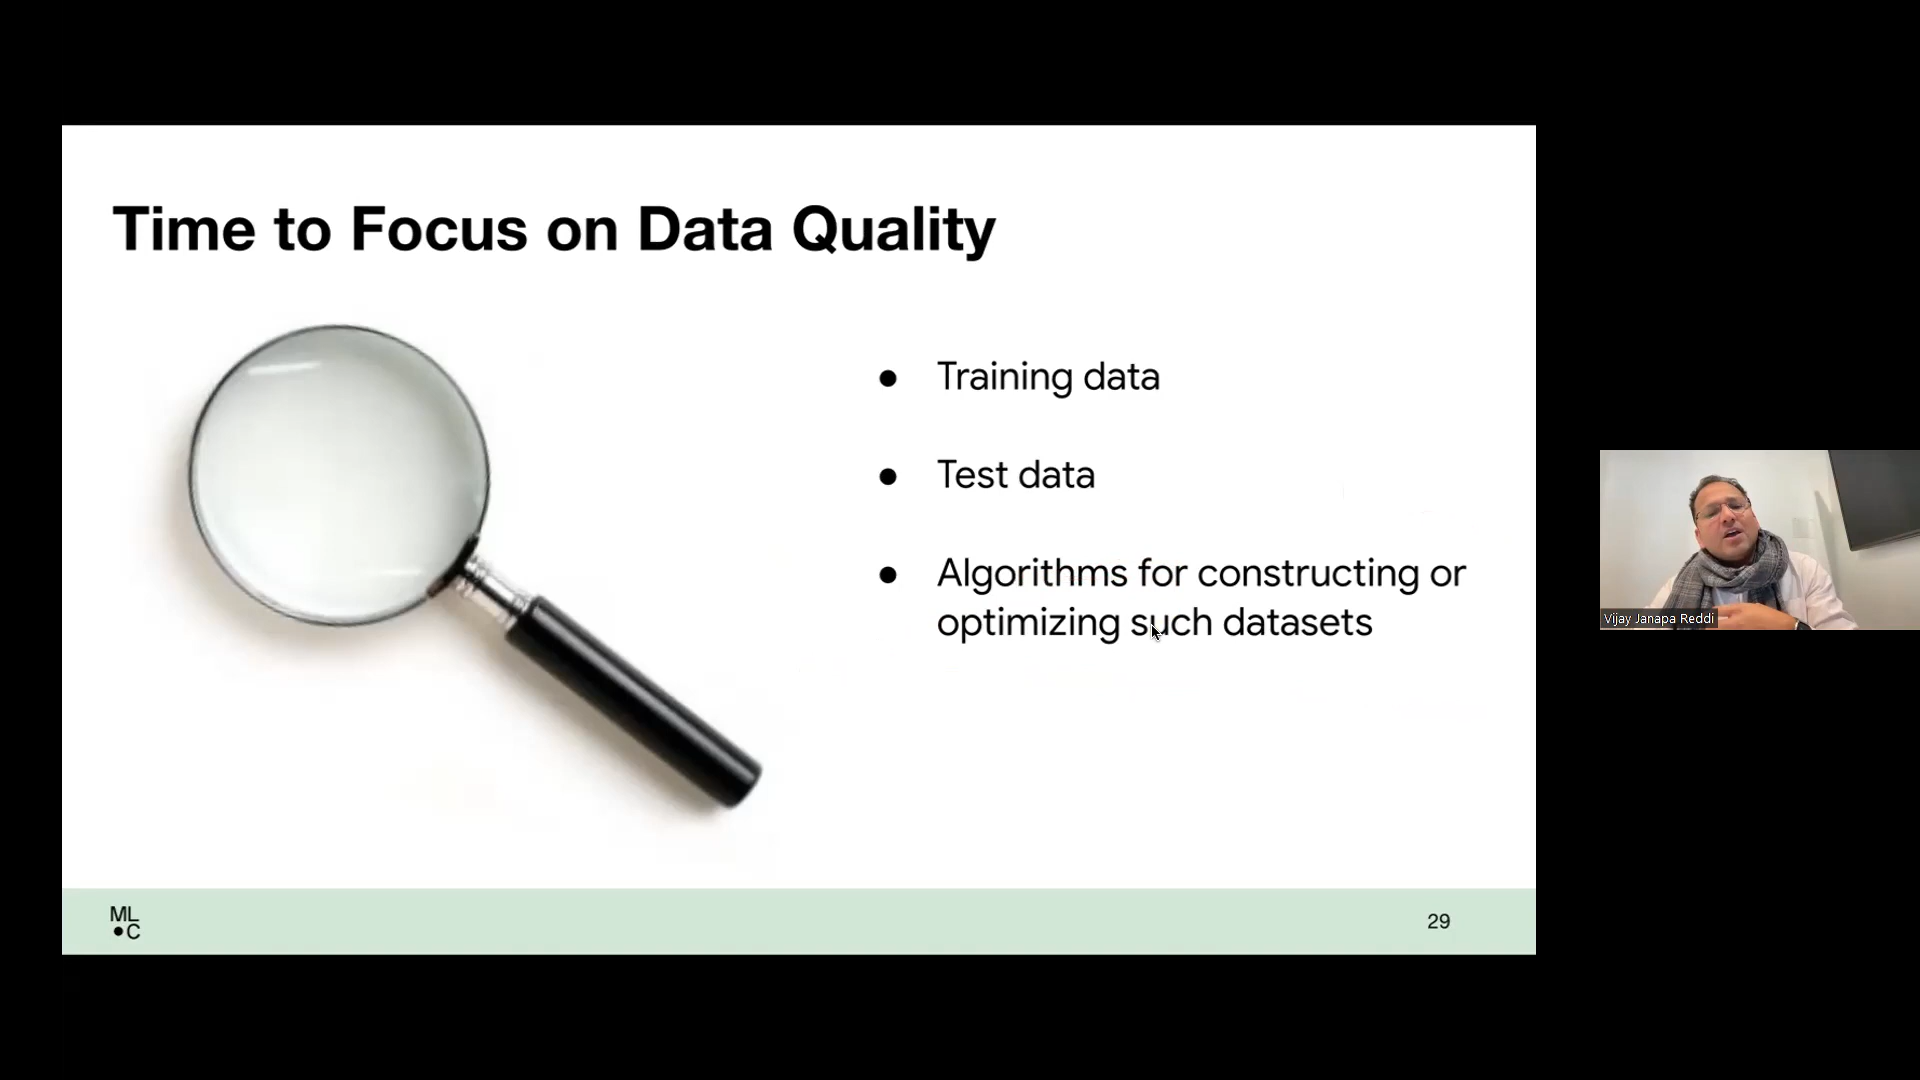 Time to Focus on Data Quality
● Training data
● Test data
● Algorithms for constructing or
optimizing such datasets
Vijay Janapa Reddi
ML
●C
29